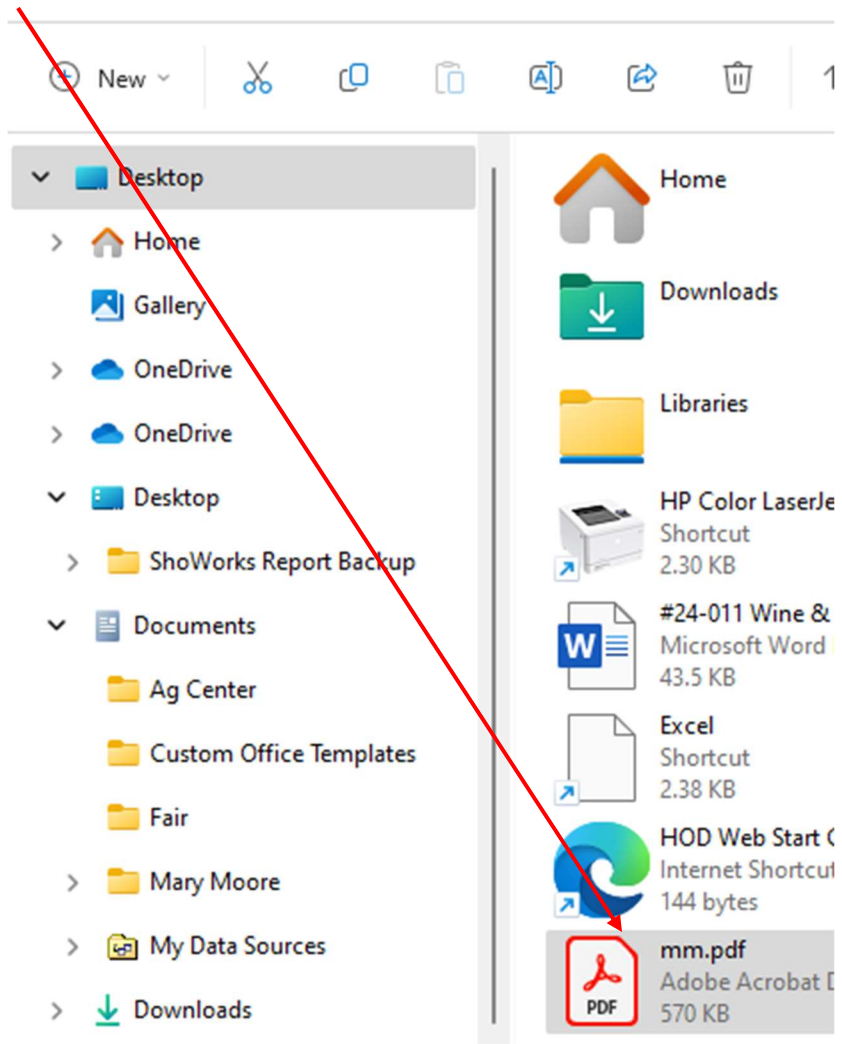 New
Desktop
Home
Gallery
OneDrive
OneDrive
Desktop
ShoWorks Report Backup
Documents
Ag Center
Custom Office Templates
Fair
Mary Moore
My Data Sources
Downloads
Home
Downloads
Libraries
HP Color LaserJe
Shortcut
2.30 KB
#24-011 Wine &
W
Microsoft Word
43.5 KB
Excel
Shortcut
2.38 KB
HOD Web Start
Internet Shortcut
144 bytes
mm.pdf
Adobe Acrobat
PDF
570 KB